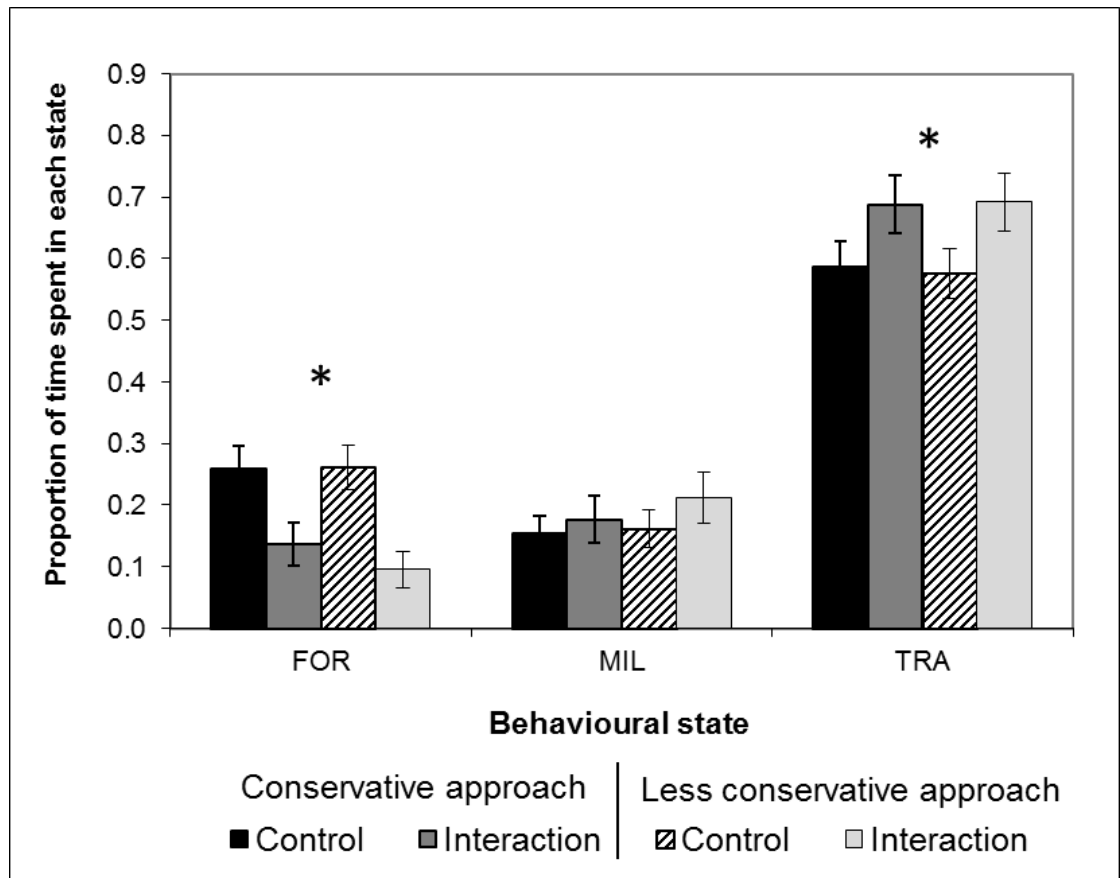 Proportion of time spent in each state
0.9
0.8
0.7
0.6
0.5
0.4
0.3
0.2
0.1
0.0
*
*
FOR MIL TRA
Behavioural state
Conservative approach Less conservative approach
Control Interaction Control Interaction